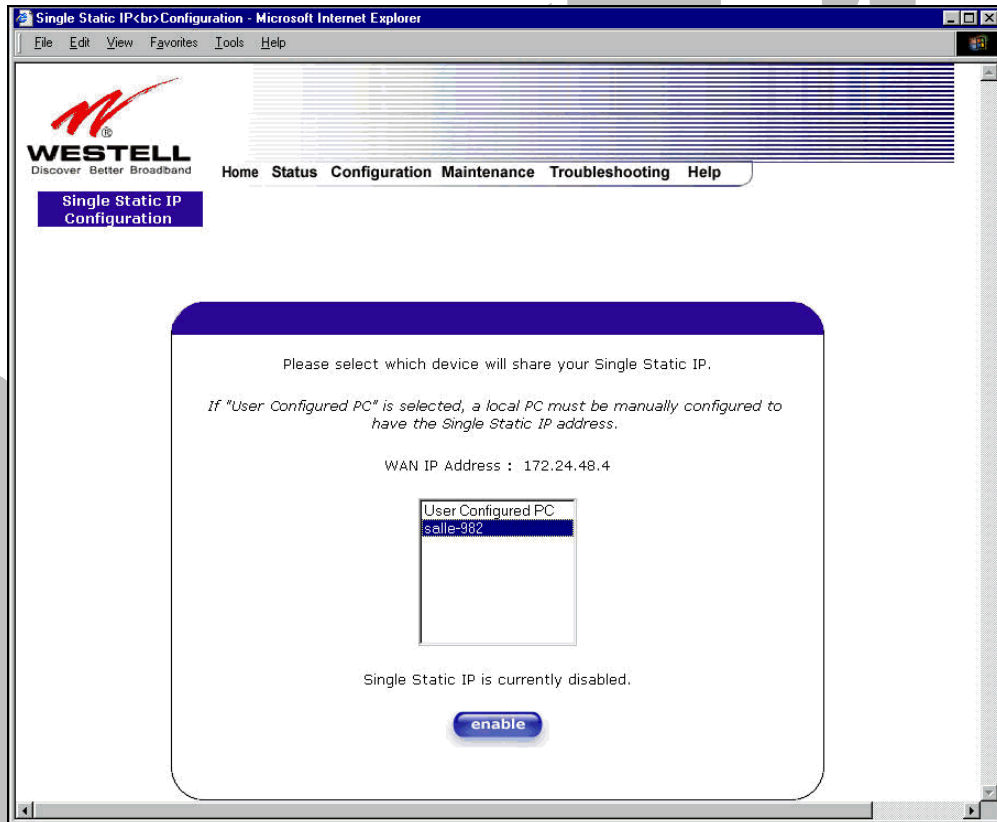 Single Static IP<br>Configuration - Microsoft Internet Explorer
File Edit View Favorites Tools Help
WESTELL
®
Discover Better Broadband
Home Status Configuration Maintenance Troubleshooting Help
Single Static IP
Configuration
Please select which device will share your Single Static IP.
If "User Configured PC" is selected, a local PC must be manually configured to
have the Single Static IP address.
WAN IP Address : 172.24.48.4
User Configured PC
salle-982
Single Static IP is currently disabled.
enable